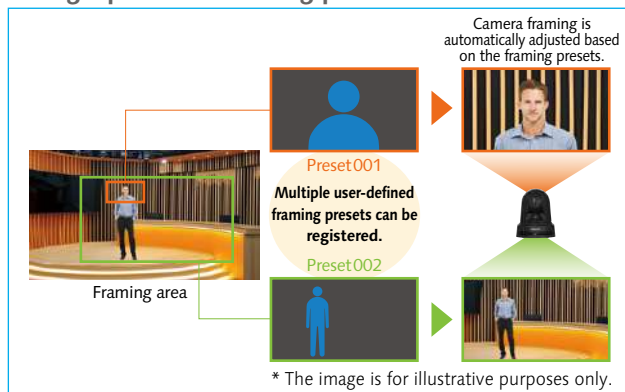 Camera framing is
automatically adjusted based
on the framing presets.
Preset001
Multiple user-defined
framing presets can be
registered.
Preset002
Framing area
* The image is for illustrative purposes only.